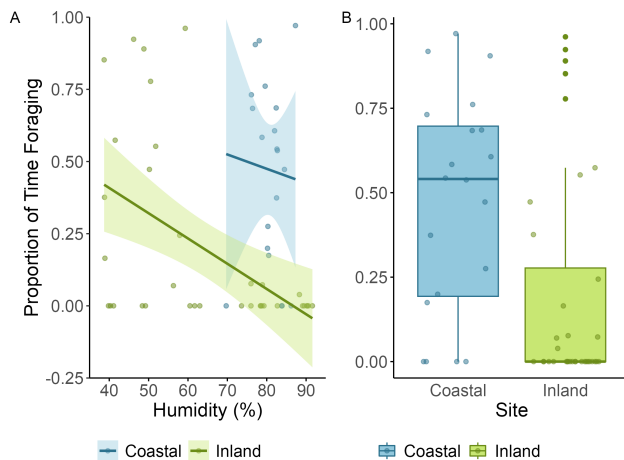 A
B
Proportion of Time Foraging
1.00
0.75
0.50
0.25
0.00
-0.25
40 50 60 70 80 90
Humidity (%)
Coastal Inland
1.00
0.75
0.50
0.25
0.00
Coastal Inland
Site
Coastal Inland